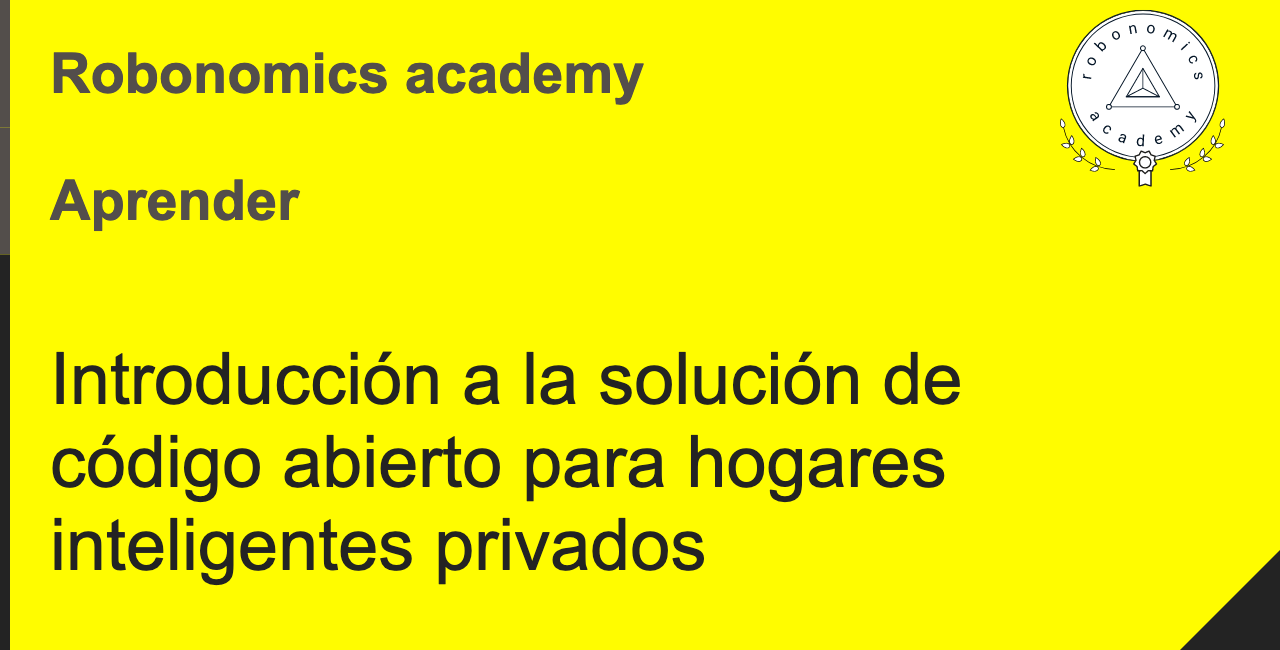 Robonomics academy
robonomics
academy
Aprender
Introducción a la solución de
código abierto para hogares
inteligentes privados